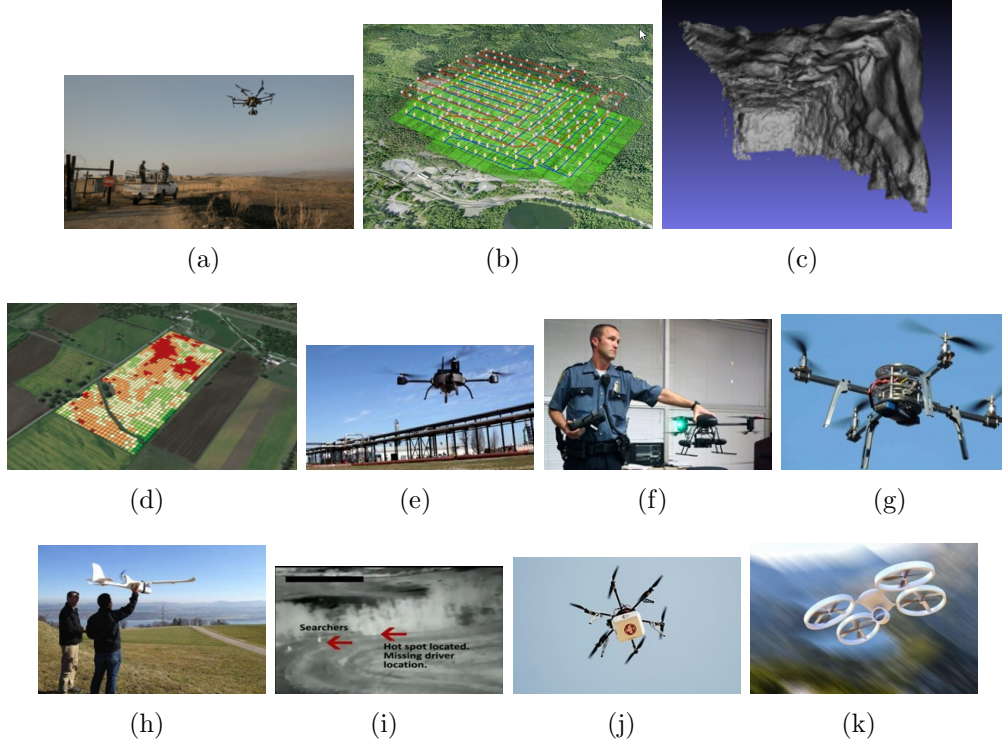 (a)
(b)
(c)
(d)
(e)
(f)
(g)
(h)
Searchers
Hot spot located.
Missing driver
location.
(i)
(j)
(k)